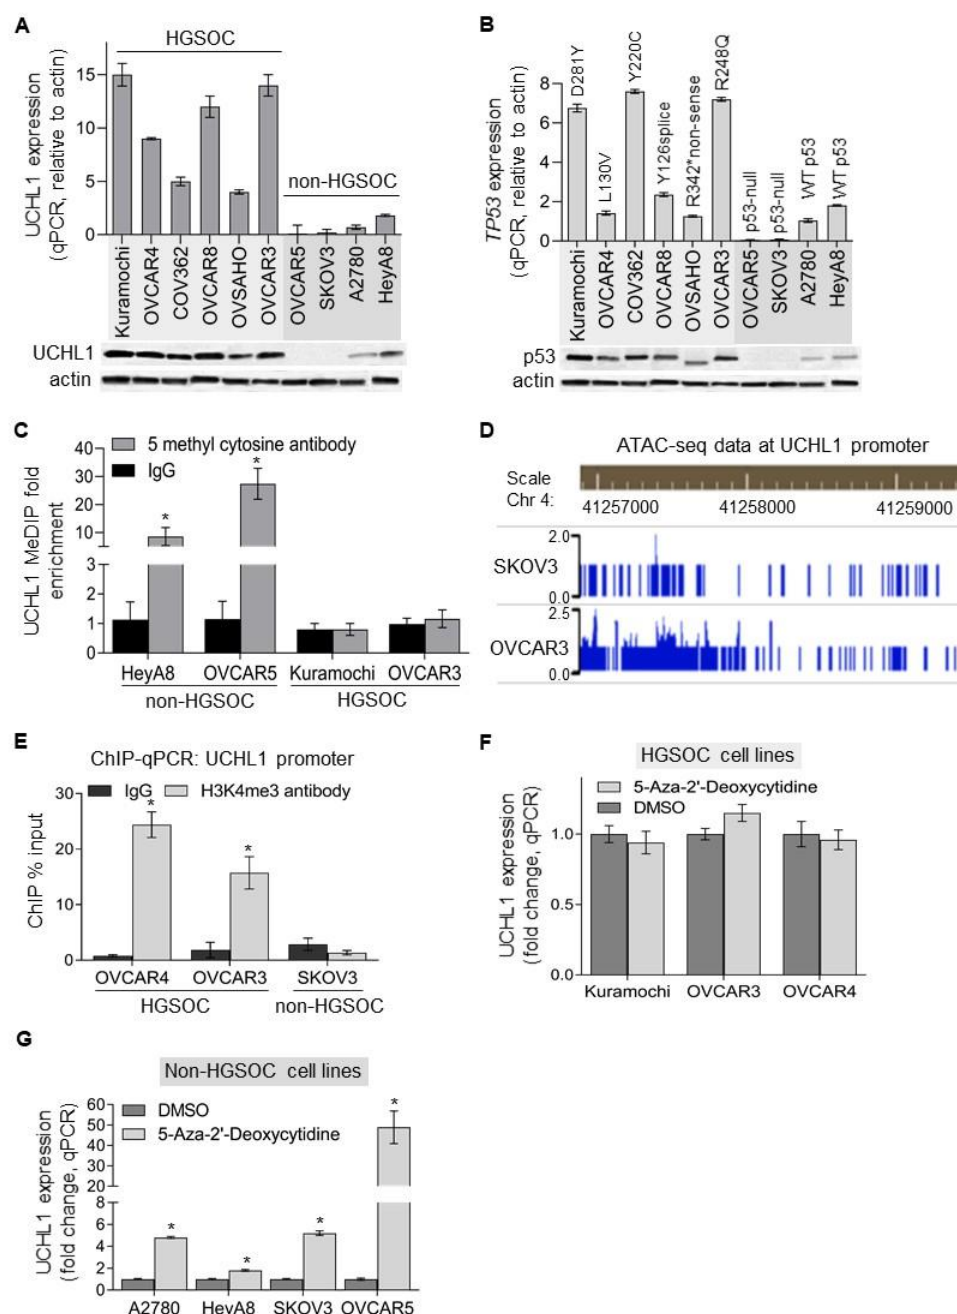 A
HGSOC
UCHL1 expression
(qPCR, relative to actin)
15
10
5
0
non-HGSOC
Kuramochi
OVCAR4
COV362
OVCAR8
OVSAHO
OVCAR3
OVCAR5
SKOV3
A2780
HeyA8
UCHL1
actin
B
TP53 expression
(qPCR, relative to actin)
8
6
4
2
0
D281Y
L130V
Y220C
Y126splice
R342*non-sense
R248Q
p53-null
p53-null
WT p53
WT p53
Kuramochi
OVCAR4
COV362
OVCAR8
OVSAHO
OVCAR3
OVCAR5
SKOV3
A2780
HeyA8
p53
actin
C
5 methyl cytosine antibody
IgG
UCHL1 MeDIP fold
enrichment
40
30
20
10
3
2
1
0
*
*
HeyA8 OVCAR5 Kuramochi OVCAR3
non-HGSOC HGSOC
D
ATAC-seq data at UCHL1 promoter
Scale
Chr 4:
41257000 41258000 41259000
2.0
SKOV3
0.0
2.5
OVCAR3
0.0
E
ChIP-qPCR: UCHL1 promoter
IgG H3K4me3 antibody
ChIP % input
30
20
10
0
*
*
OVCAR4 OVCAR3 SKOV3
HGSOC non-HGSOC
F
HGSOC cell lines
5-Aza-2'-Deoxycytidine
DMSO
UCHL1 expression
(fold change, qPCR)
1.0
0.5
0.0
Kuramochi OVCAR3 OVCAR4
G
Non-HGSOC cell lines
DMSO
5-Aza-2'-Deoxycytidine
UCHL1 expression
(fold change, qPCR)
60
50
40
30
20
8
6
4
2
0
*
*
*
*
A2780 HeyA8 SKOV3 OVCAR5